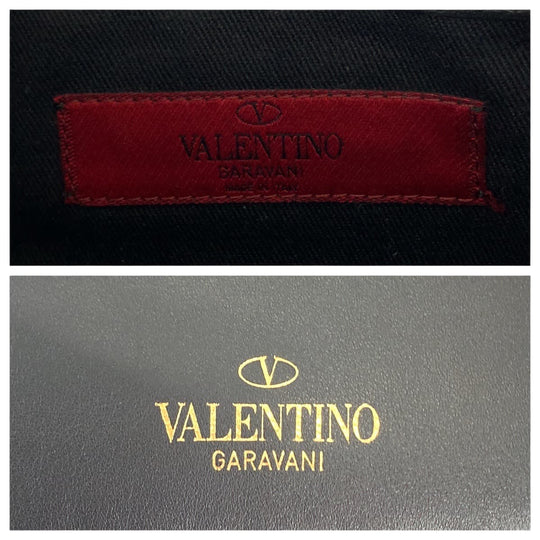 V
VALENTINO
GARAVANI
MADE IN ITALY
V
VALENTINO
GARAVANI